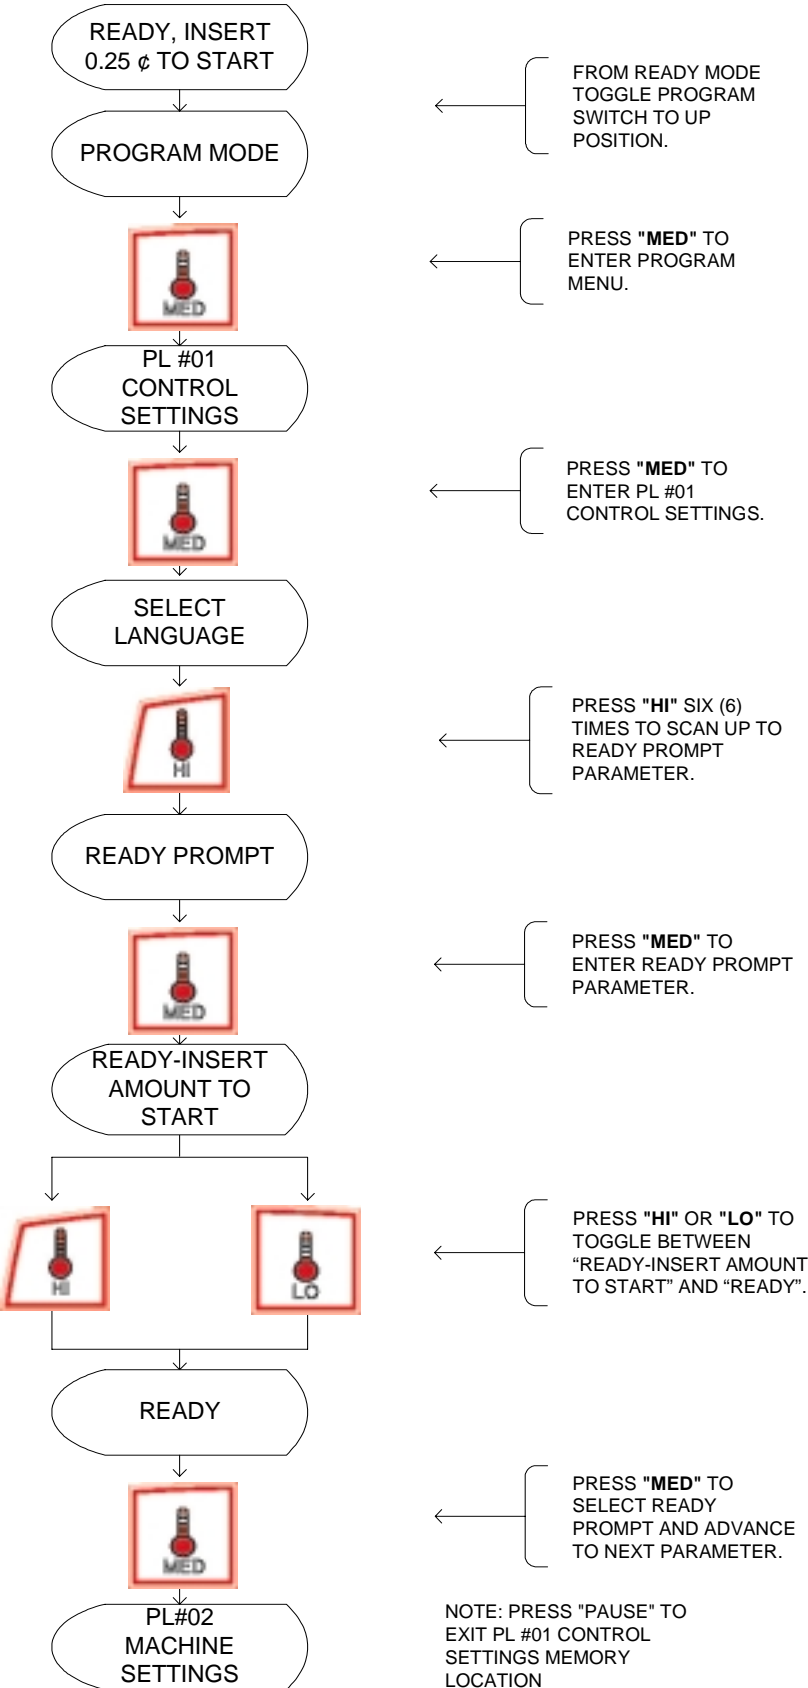 READY, INSERT
0.25 ¢ TO START
FROM READY MODE
TOGGLE PROGRAM
SWITCH TO UP
POSITION.
PROGRAM MODE
MED
PRESS "MED" TO
ENTER PROGRAM
MENU.
PL #01
CONTROL
SETTINGS
MED
PRESS "MED" TO
ENTER PL #01
CONTROL SETTINGS.
SELECT
LANGUAGE
HI
PRESS "HI" SIX (6)
TIMES TO SCAN UP TO
READY PROMPT
PARAMETER.
READY PROMPT
MED
PRESS "MED" TO
ENTER READY PROMPT
PARAMETER.
READY-INSERT
AMOUNT TO
START
HI
LO
PRESS "HI" OR "LO" TO
TOGGLE BETWEEN
“READY-INSERT AMOUNT
TO START” AND “READY”.
READY
MED
PRESS "MED" TO
SELECT READY
PROMPT AND ADVANCE
TO NEXT PARAMETER.
PL#02
MACHINE
SETTINGS
NOTE: PRESS "PAUSE" TO
EXIT PL #01 CONTROL
SETTINGS MEMORY
LOCATION